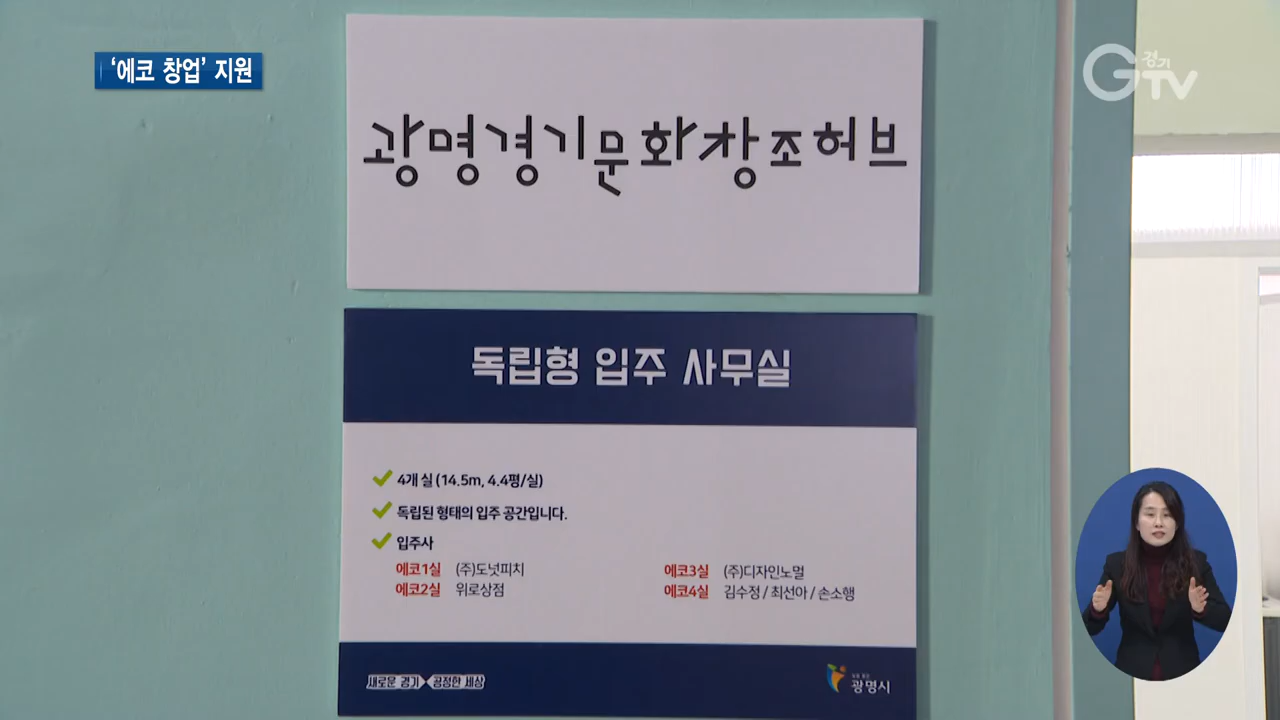 ‘에코 창업’ 지원
경기
GTV
광명경기문화창조허브
독립형 입주 사무실
4개 실 (14.5m, 4.4평/실)
독립된 형태의 입주 공간입니다.
입주사
에코1실 (주)도넛피치 에코3실 (주)디자인노멀
에코2실 위로상점 에코4실 김수정 / 최선아 / 손소행
새로운 경기 공정한 세상
광명시